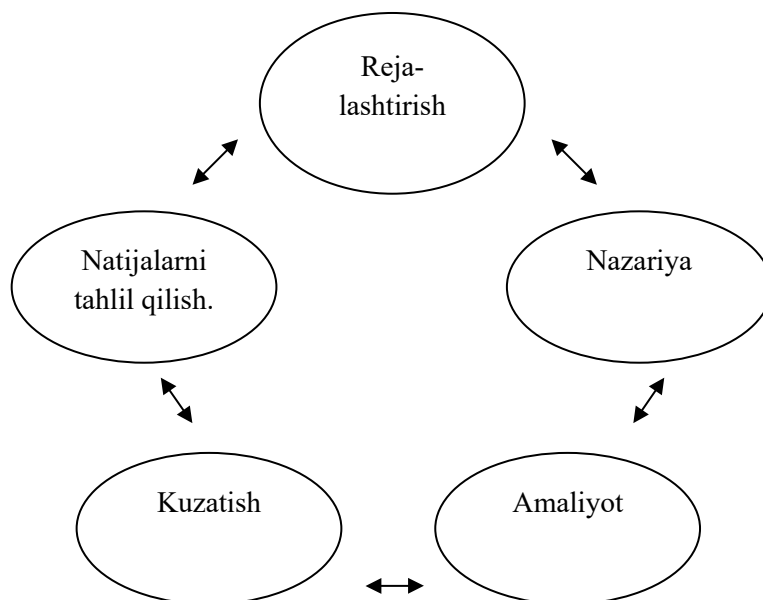 Reja-
lashtirish
Natijalarni
tahlil qilish.
Nazariya
Kuzatish
Amaliyot